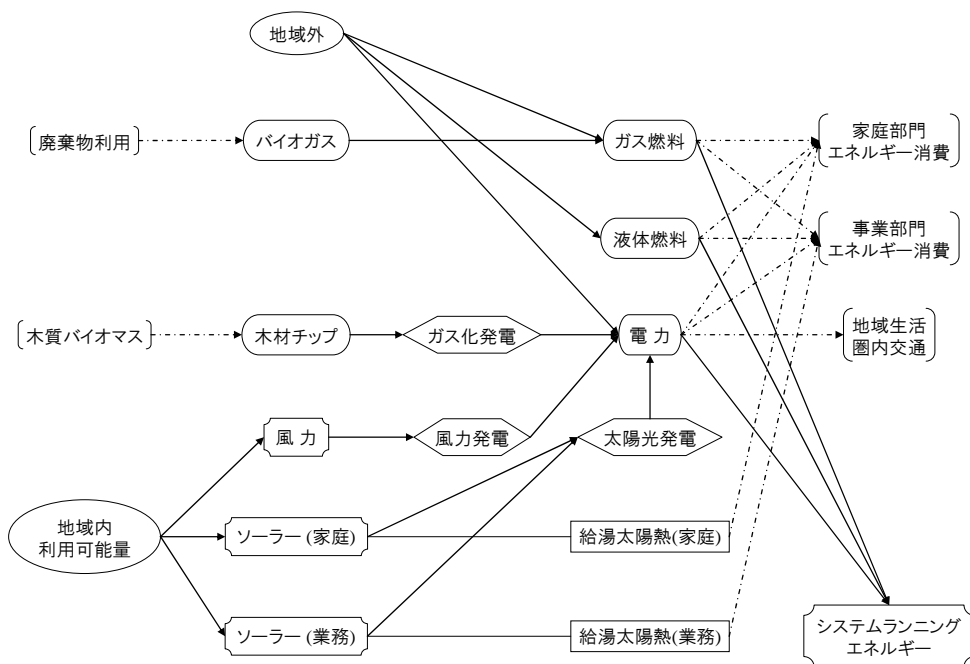 地域外
廃棄物利用
バイオガス
ガス燃料
家庭部門
エネルギー消費
液体燃料
事業部門
エネルギー消費
木質バイオマス
木材チップ
ガス化発電
電 力
地域生活
圏内交通
風 力
風力発電
太陽光発電
地域内
利用可能量
ソーラー (家庭)
給湯太陽熱(家庭)
ソーラー (業務)
給湯太陽熱(業務)
システムランニング
エネルギー